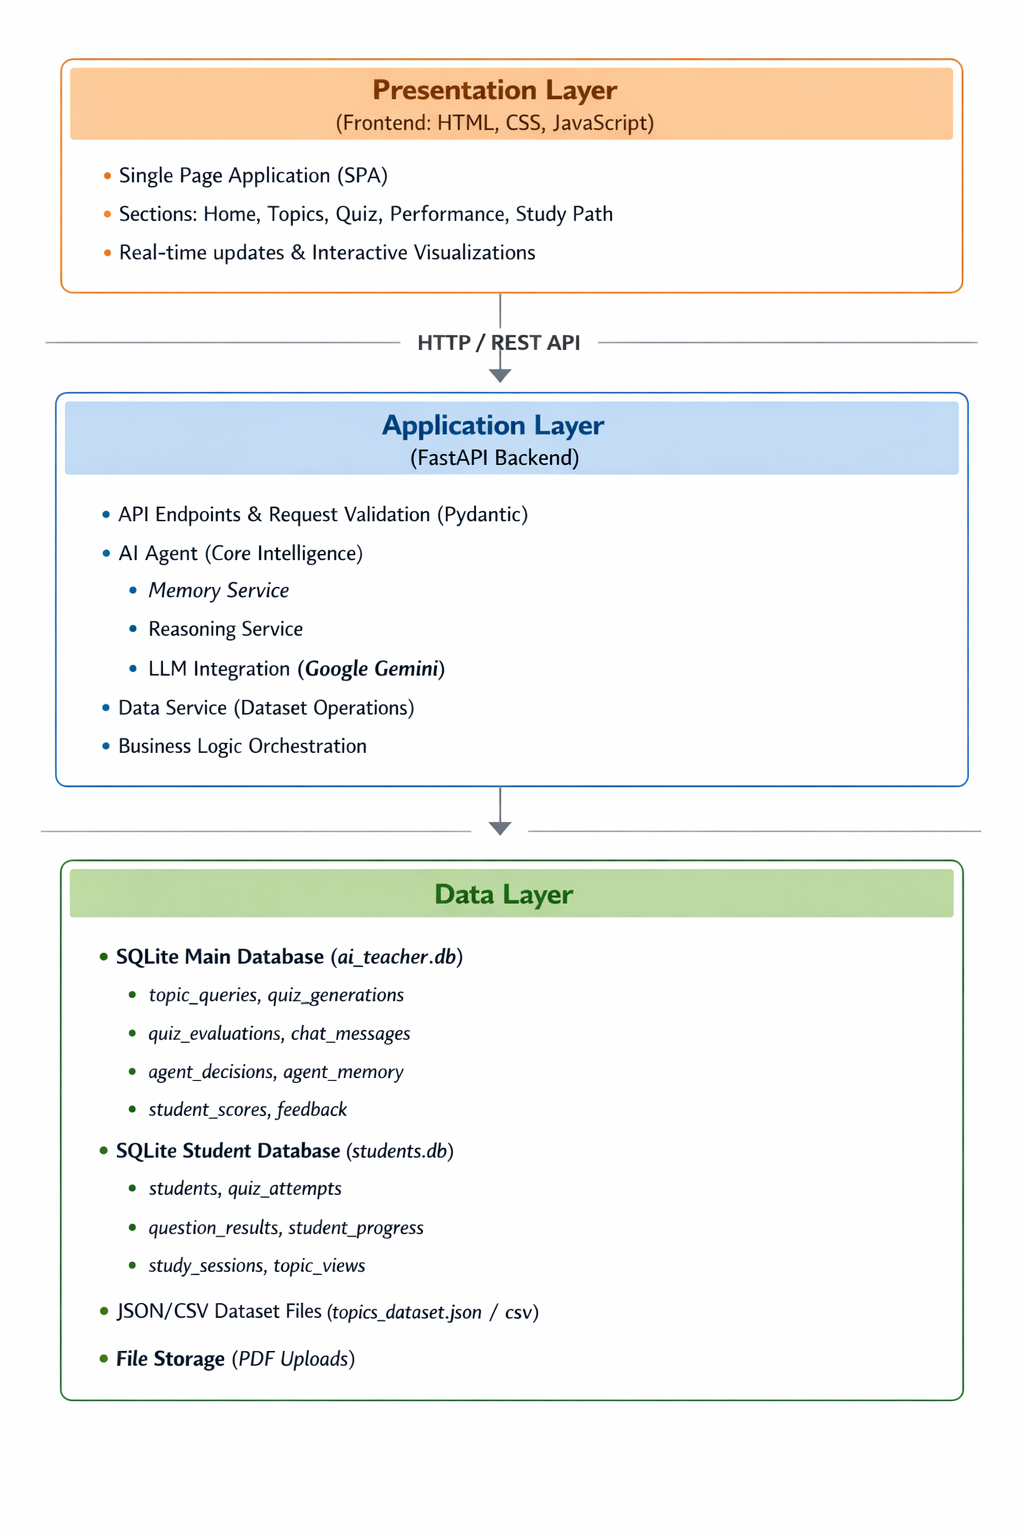 Presentation Layer
(Frontend: HTML, CSS, JavaScript)
• Single Page Application (SPA)
• Sections: Home, Topics, Quiz, Performance, Study Path
• Real-time updates & Interactive Visualizations
HTTP / REST API
Application Layer
(FastAPI Backend)
• API Endpoints & Request Validation (Pydantic)
• AI Agent (Core Intelligence)
• Memory Service
• Reasoning Service
• LLM Integration (Google Gemini)
• Data Service (Dataset Operations)
• Business Logic Orchestration
Data Layer
• SQLite Main Database (ai_teacher.db)
• topic_queries, quiz_generations
• quiz_evaluations, chat_messages
• agent_decisions, agent_memory
• student_scores, feedback
• SQLite Student Database (students.db)
• students, quiz_attempts
• question_results, student_progress
• study_sessions, topic_views
• JSON/CSV Dataset Files (topics_dataset.json / csv)
• File Storage (PDF Uploads)